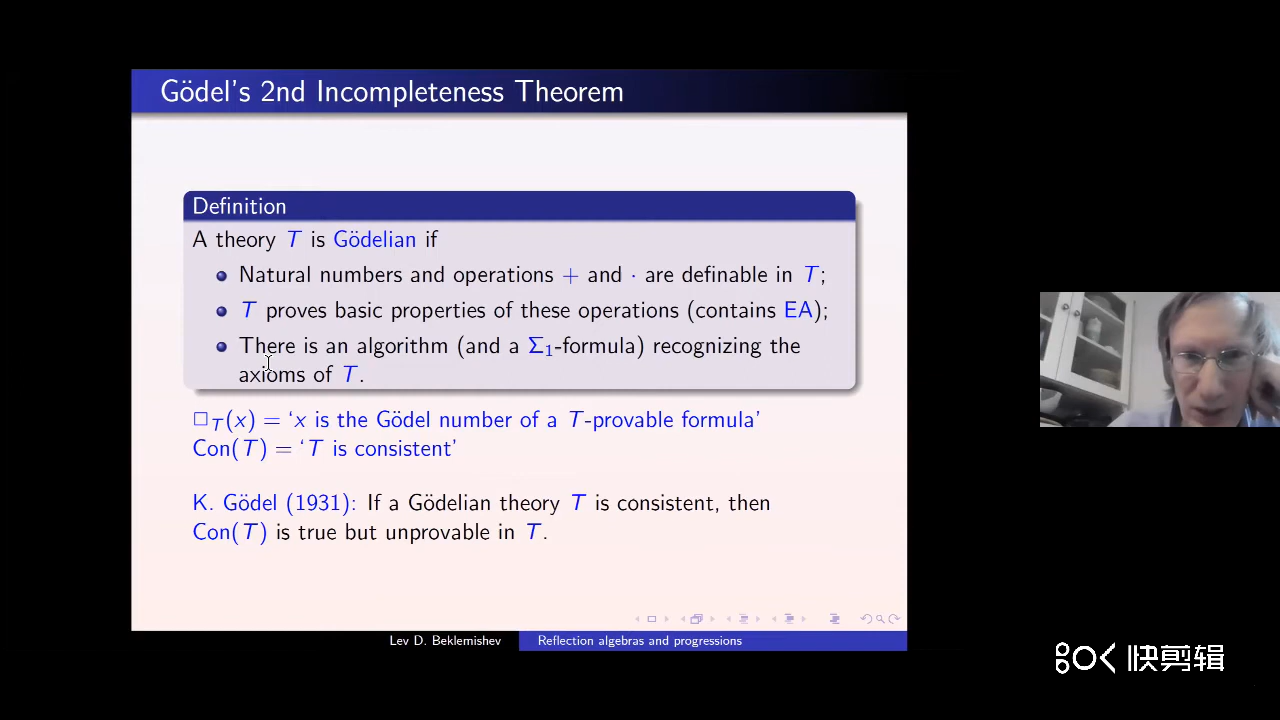 Gödel's 2nd Incompleteness Theorem
Definition
A theory T is Gödelian if
Natural numbers and operations + and · are definable in T;
T proves basic properties of these operations (contains EA);
There is an algorithm (and a Σ₁-formula) recognizing the
axioms of T.
□_T(x) = ‘x is the Gödel number of a T-provable formula’
Con(T) = ‘T is consistent’
K. Gödel (1931): If a Gödelian theory T is consistent, then
Con(T) is true but unprovable in T.
Lev D. Beklemishev
Reflection algebras and progressions
快剪辑